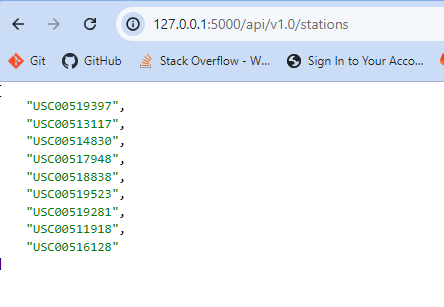 127.0.0.1:5000/api/v1.0/stations
Git GitHub Stack Overflow - W... Sign In to Your Acco...
[
"USC00519397",
"USC00513117",
"USC00514830",
"USC00517948",
"USC00518838",
"USC00519523",
"USC00519281",
"USC00511918",
"USC00516128"
]